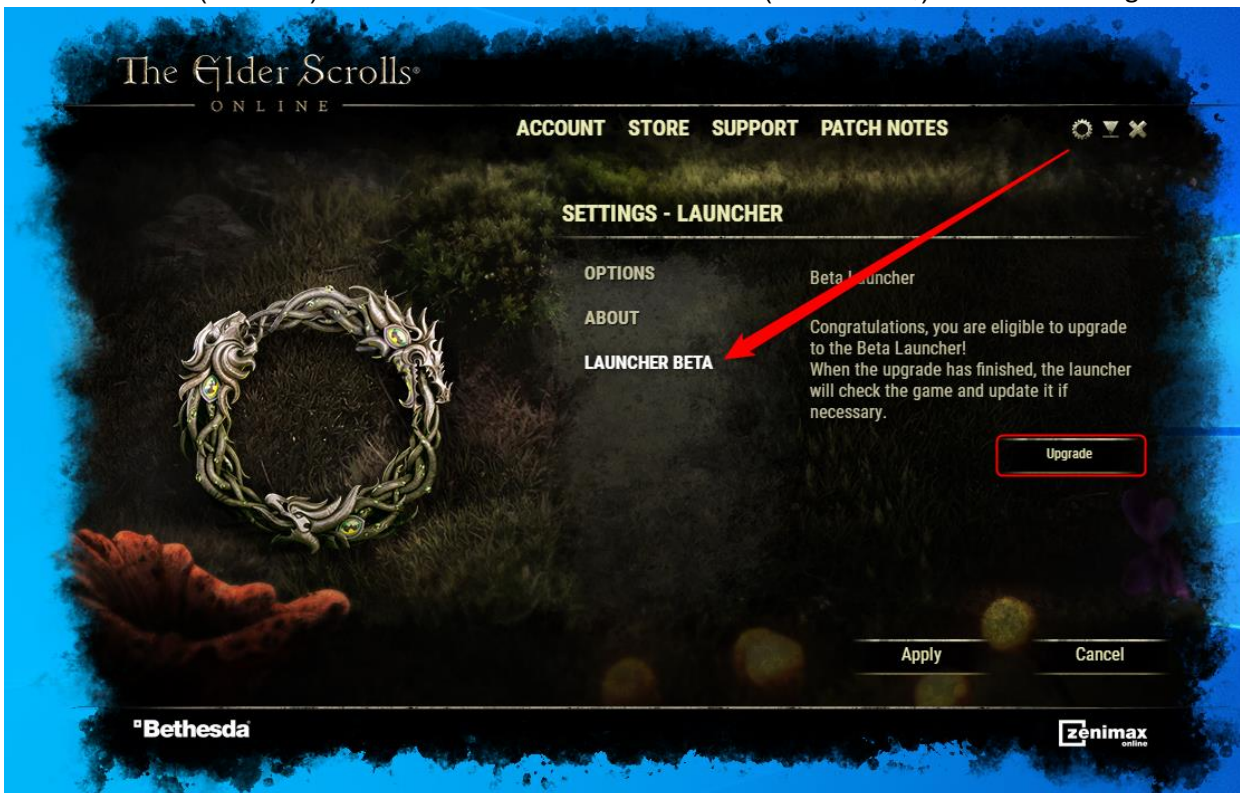 The Elder Scrolls®
ONLINE
ACCOUNT STORE SUPPORT PATCH NOTES
SETTINGS - LAUNCHER
OPTIONS
Beta Launcher
ABOUT
Congratulations, you are eligible to upgrade
to the Beta Launcher!
LAUNCHER BETA
When the upgrade has finished, the launcher
will check the game and update it if
necessary.
Upgrade
Apply
Cancel
Bethesda
zenimax
online